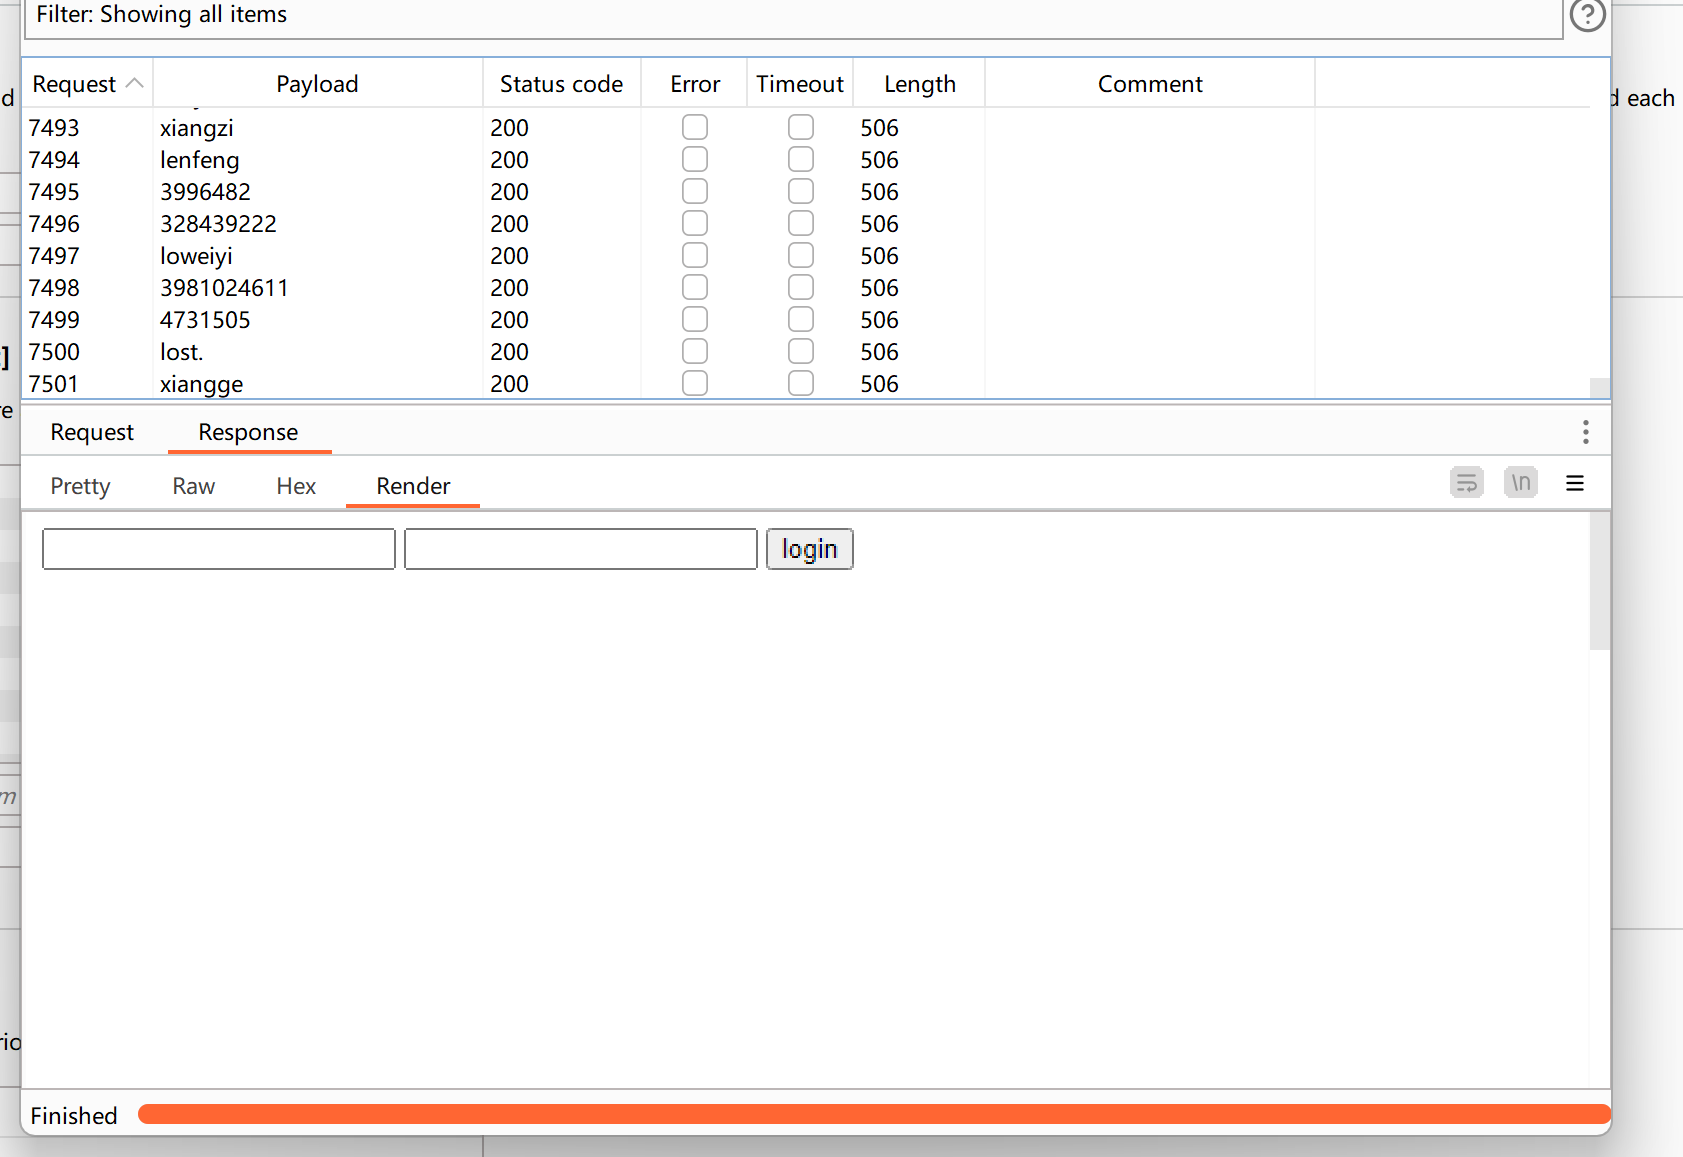 Filter: Showing all items
Request Payload Status code Error Timeout Length Comment
d
d each
7493 xiangzi 200 506
7494 lenfeng 200 506
7495 3996482 200 506
7496 328439222 200 506
7497 loweiyi 200 506
7498 3981024611 200 506
7499 4731505 200 506
7500 lost. 200 506
7501 xiangge 200 506
]
re
Request Response
Pretty Raw Hex Render
\n
login
m
rio
Finished